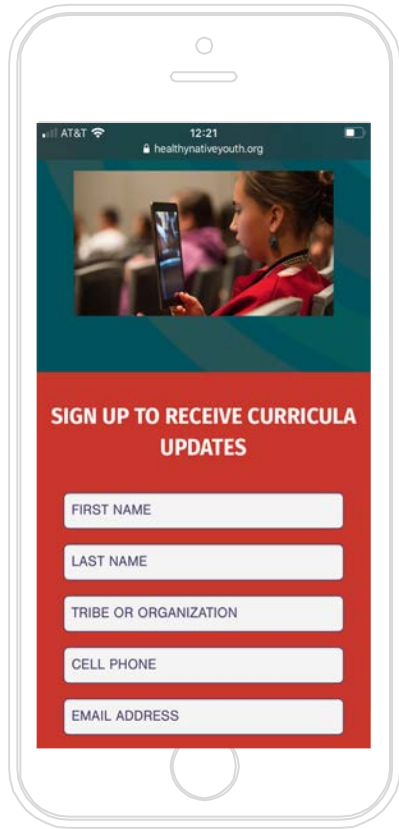 AT&T 12:21
healthynativeyouth.org
SIGN UP TO RECEIVE CURRICULA
UPDATES
FIRST NAME
LAST NAME
TRIBE OR ORGANIZATION
CELL PHONE
EMAIL ADDRESS